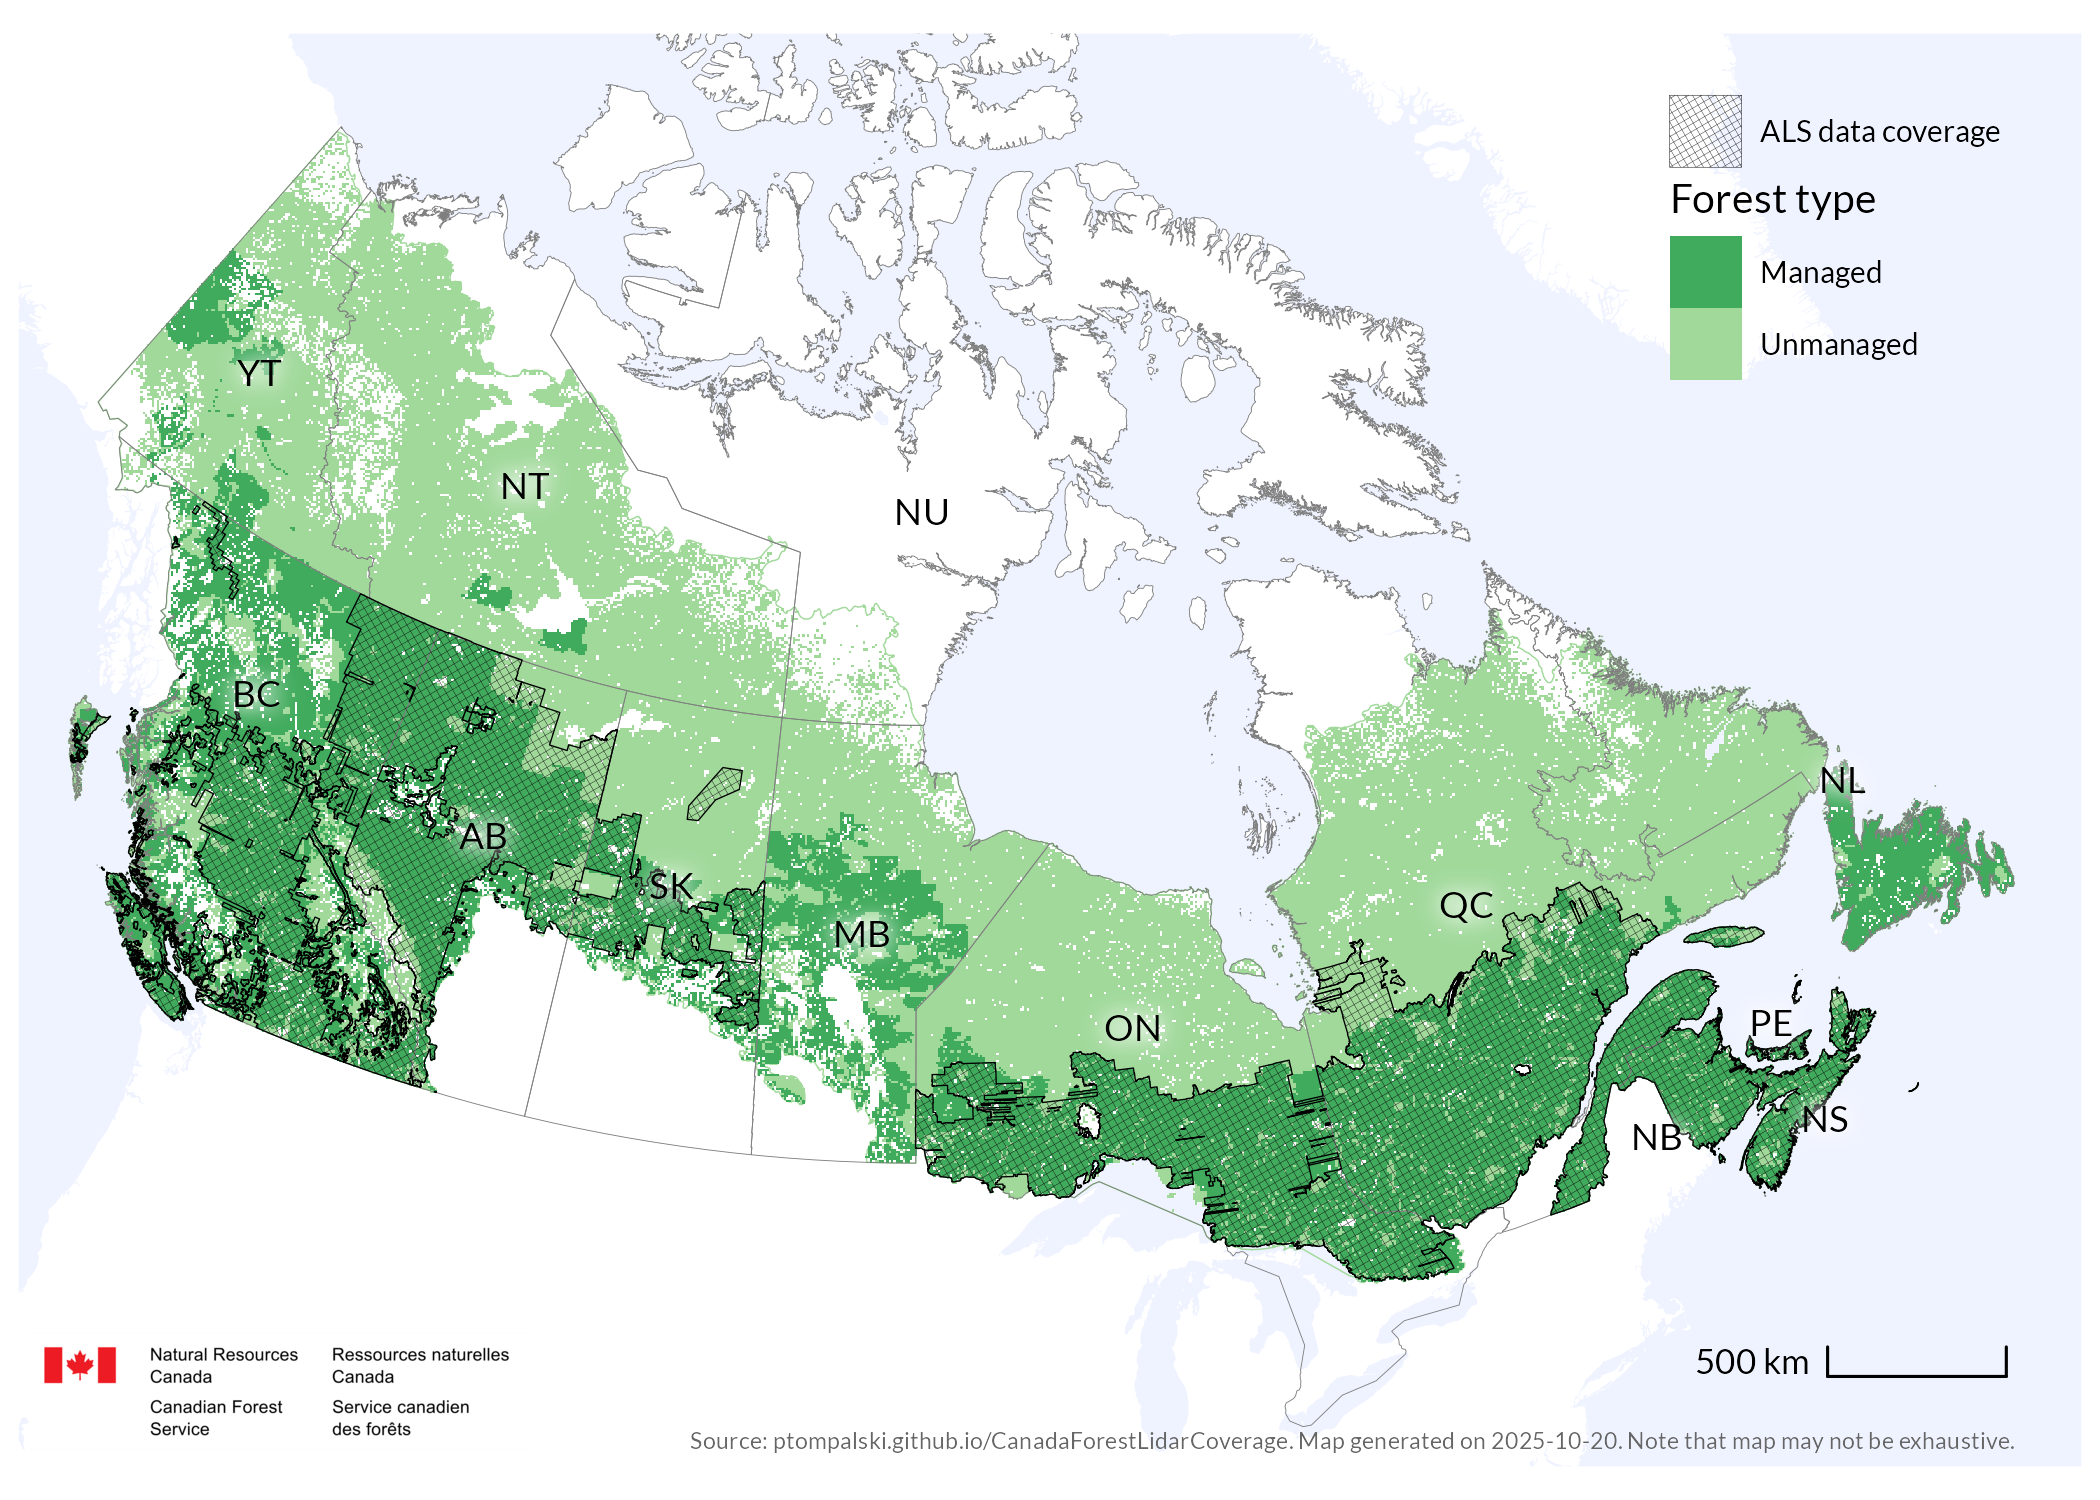 ALS data coverage
Forest type
Managed
Unmanaged
YT
NT
NU
BC
AB
SK
MB
ON
QC
NL
PE
NB
NS
500 km
Natural Resources
Canada
Canadian Forest
Service
Ressources naturelles
Canada
Service canadien
des forêts
Source: ptompalski.github.io/CanadaForestLidarCoverage. Map generated on 2025-10-20. Note that map may not be exhaustive.